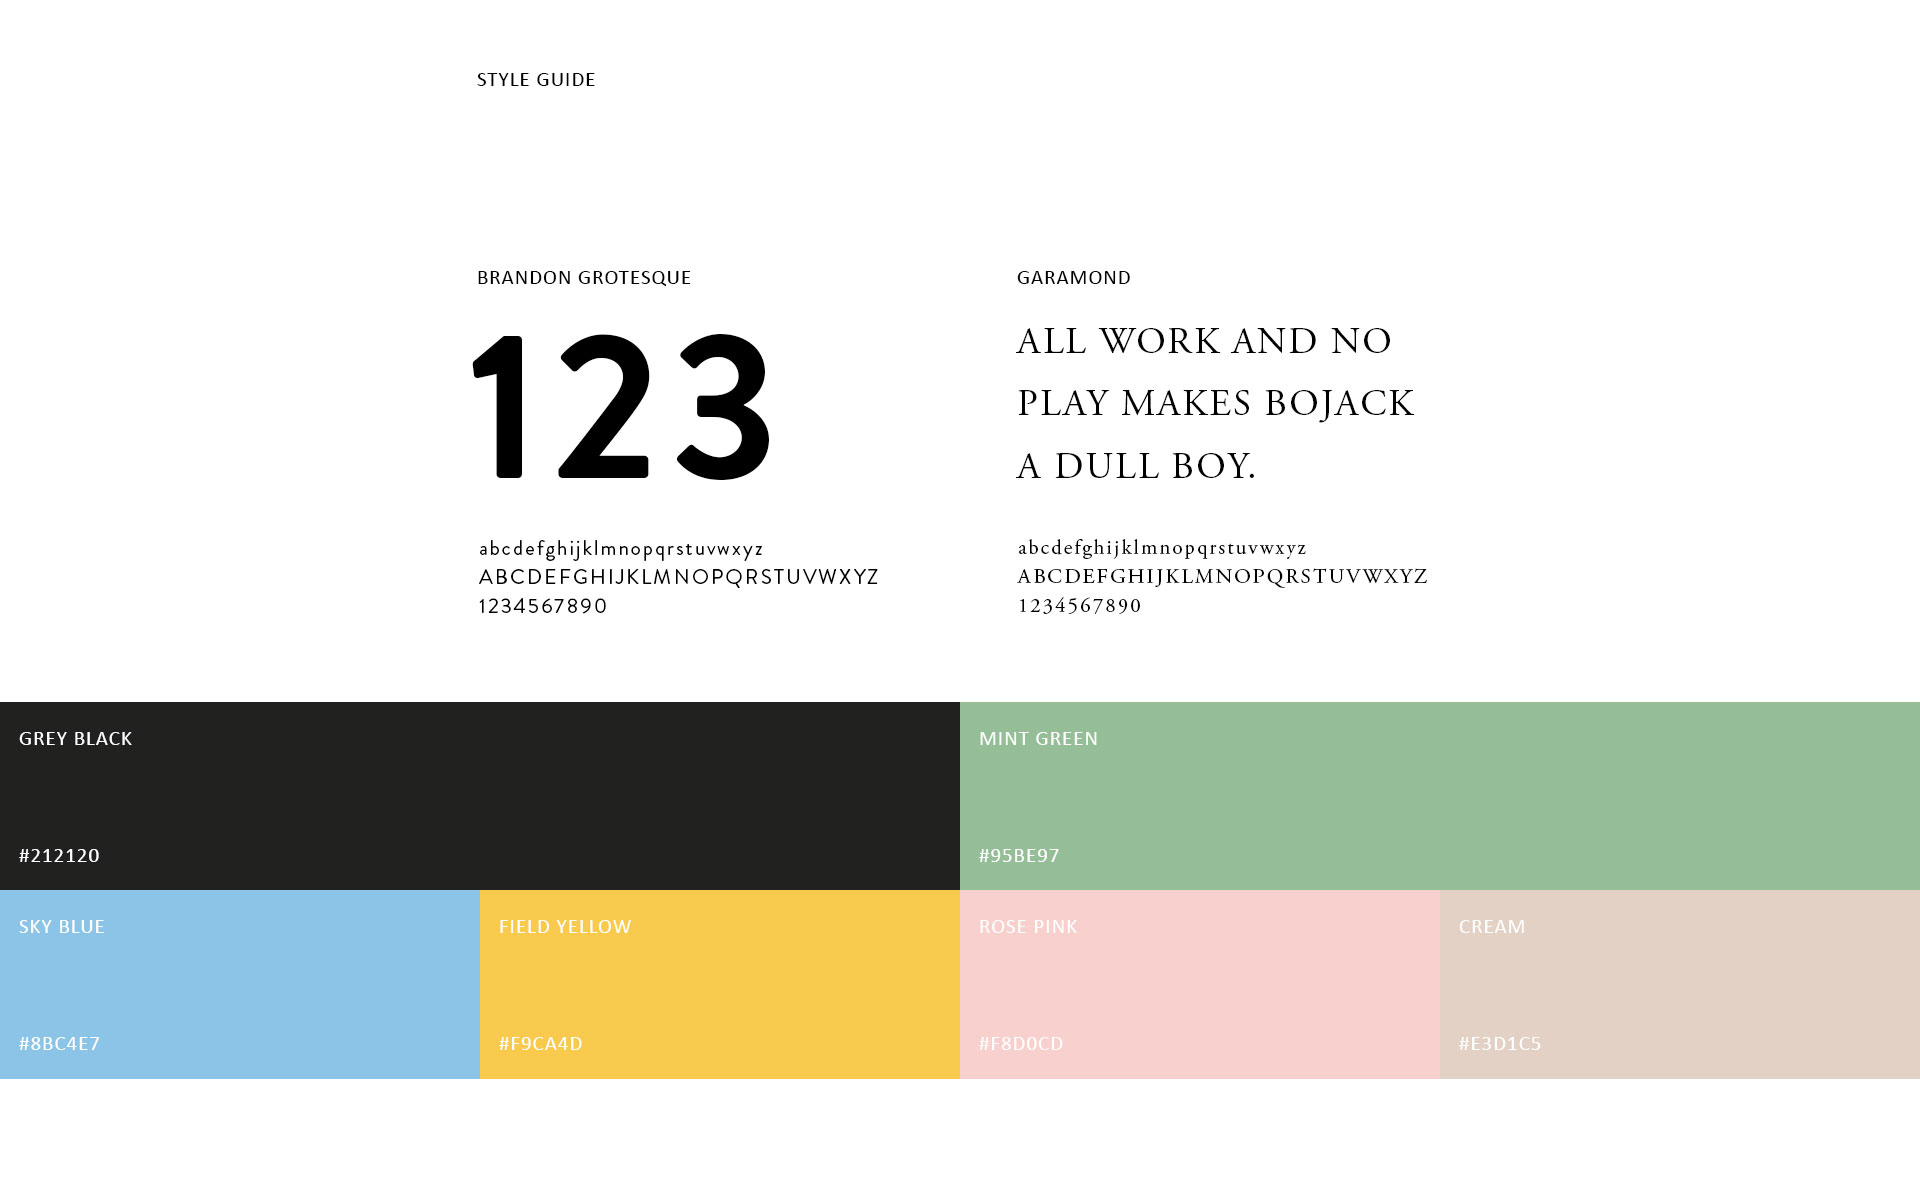 STYLE GUIDE
BRANDON GROTESQUE
123
abcdefghijklmnopqrstuvwxyz
ABCDEFGHIJKLMNOPQRSTUVWXYZ
1234567890
GARAMOND
ALL WORK AND NO
PLAY MAKES BOJACK
A DULL BOY.
abcdefghijklmnopqrstuvwxyz
ABCDEFGHIJKLMNOPQRSTUVWXYZ
1234567890
GREY BLACK
#212120
MINT GREEN
#95BE97
SKY BLUE
#8BC4E7
FIELD YELLOW
#F9CA4D
ROSE PINK
#F8D0CD
CREAM
#E3D1C5